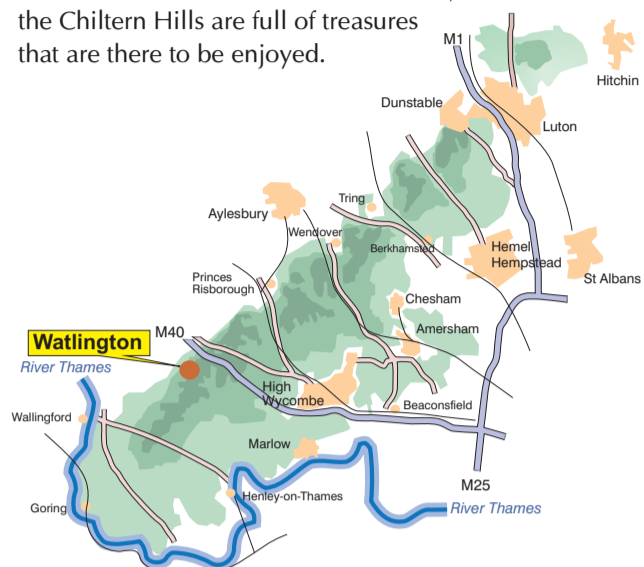 the Chiltern Hills are full of treasures
that are there to be enjoyed.
M1
Hitchin
Dunstable
Luton
Tring
Aylesbury
Wendover
Berkhamsted
Hemel
Hempstead
St Albans
Princes
Risborough
Chesham
M40
Amersham
Watlington
River Thames
High
Wycombe
Beaconsfield
Wallingford
Marlow
M25
Henley-on-Thames
Goring
River Thames